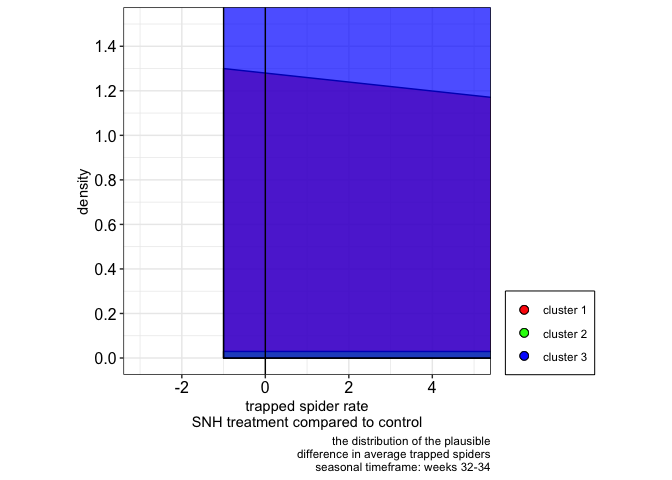 density
1.4
1.2
1.0
0.8
0.6
0.4
0.2
0.0
-2
0
2
4
trapped spider rate
SNH treatment compared to control
cluster 1
cluster 2
cluster 3
the distribution of the plausible
difference in average trapped spiders
seasonal timeframe: weeks 32-34